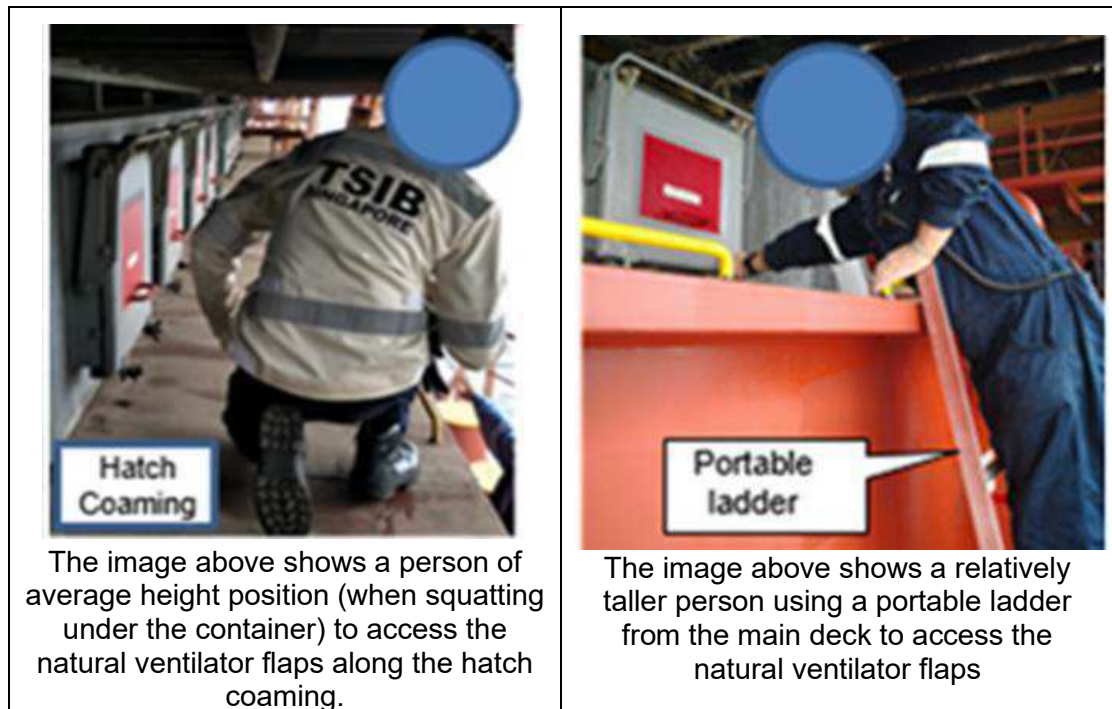 TSIB
SINGAPORE
Hatch
Coaming
The image above shows a person of
average height position (when squatting
under the container) to access the
natural ventilator flaps along the hatch
coaming.
Portable
ladder
The image above shows a relatively
taller person using a portable ladder
from the main deck to access the
natural ventilator flaps